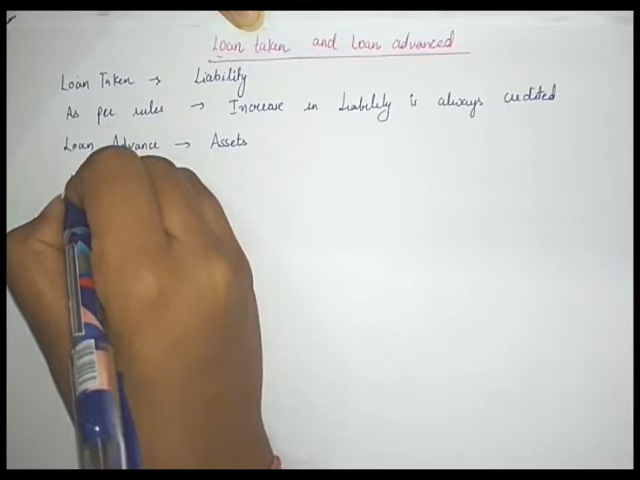 Loan taken and Loan advanced
Loan Taken → Liability
As per rules → Increase in Liability is always credited
Loan Advance → Assets